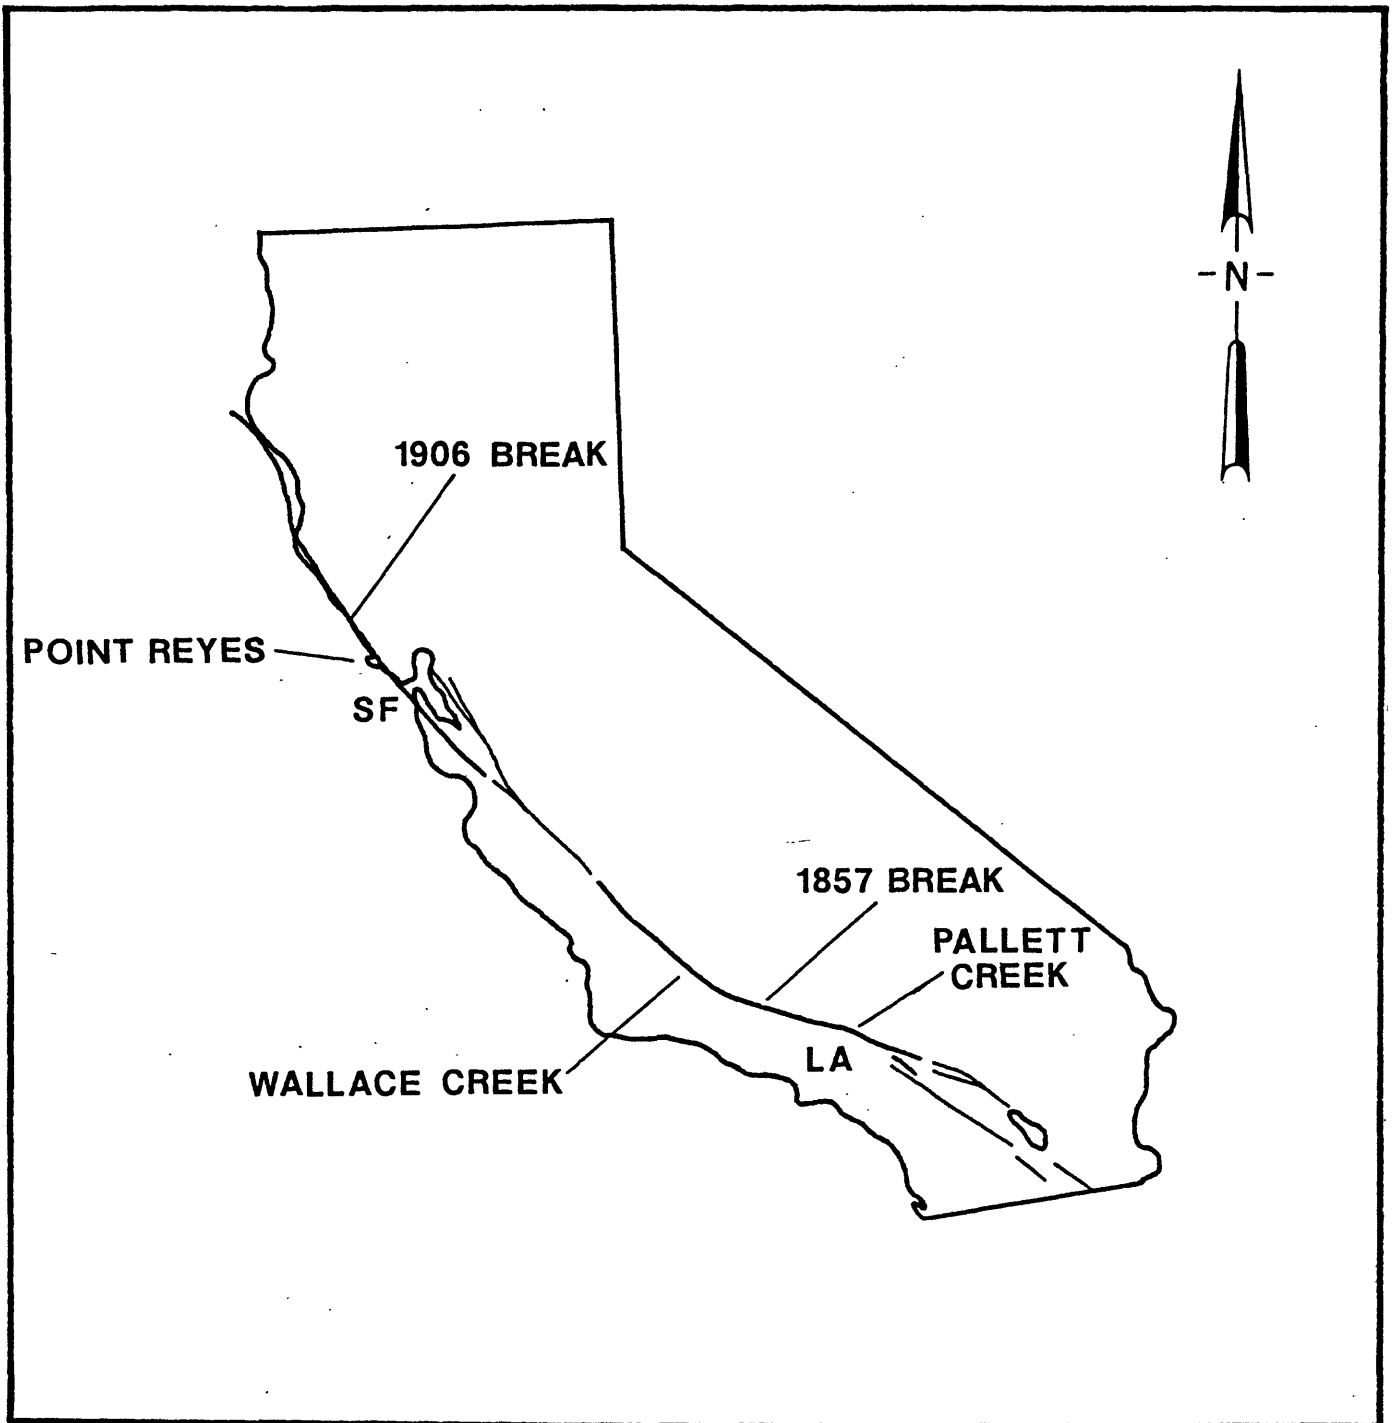 -N-
1906 BREAK
POINT REYES
SF
1857 BREAK
PALLETT
CREEK
LA
WALLACE CREEK